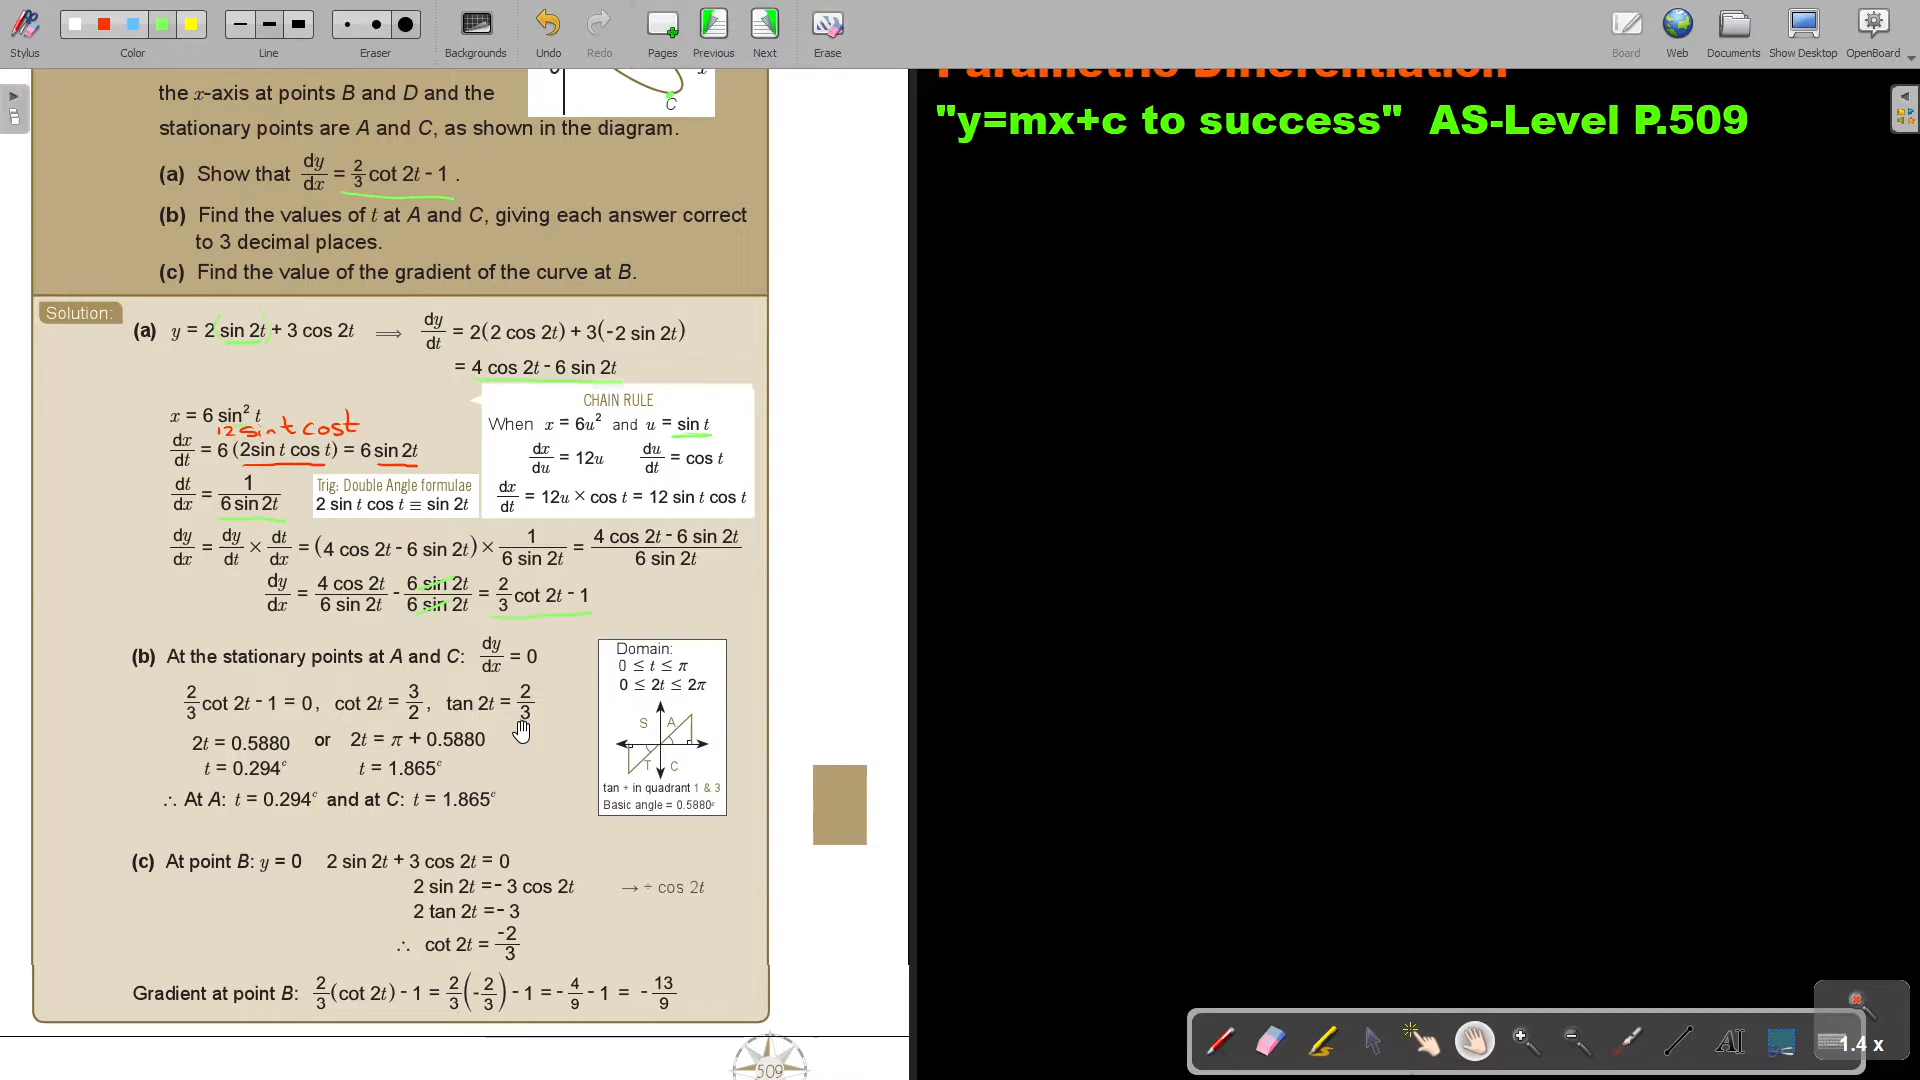 Stylus
Color
Line
Eraser
Backgrounds
Undo
Redo
Pages
Previous
Next
Erase
Board
Web
Documents
Show Desktop
OpenBoard
Parametric Differentiation
"y=mx+c to success" AS-Level P.509
x
C
the x-axis at points B and D and the
stationary points are A and C, as shown in the diagram.
(a) Show that dy/dx = 2/3 cot 2t - 1 .
(b) Find the values of t at A and C, giving each answer correct
to 3 decimal places.
(c) Find the value of the gradient of the curve at B.
Solution:
(a) y = 2 sin 2t + 3 cos 2t ⟹ dy/dt = 2(2 cos 2t) + 3(-2 sin 2t)
= 4 cos 2t - 6 sin 2t
x = 6 sin² t
12 sin t cos t
dx/dt = 6 (2sin t cos t) = 6 sin 2t
dt/dx = 1/(6 sin 2t)
Trig: Double Angle formulae
2 sin t cos t ≡ sin 2t
CHAIN RULE
When x = 6u² and u = sin t
dx/du = 12u du/dt = cos t
dx/dt = 12u × cos t = 12 sin t cos t
dy/dx = dy/dt × dt/dx = (4 cos 2t - 6 sin 2t) × 1/(6 sin 2t) = (4 cos 2t - 6 sin 2t)/(6 sin 2t)
dy/dx = (4 cos 2t)/(6 sin 2t) - (6 sin 2t)/(6 sin 2t) = 2/3 cot 2t - 1
(b) At the stationary points at A and C: dy/dx = 0
2/3 cot 2t - 1 = 0, cot 2t = 3/2, tan 2t = 2/3
2t = 0.5880 or 2t = π + 0.5880
t = 0.294ᶜ t = 1.865ᶜ
∴ At A: t = 0.294ᶜ and at C: t = 1.865ᶜ
Domain:
0 ≤ t ≤ π
0 ≤ 2t ≤ 2π
S A
T C
tan + in quadrant 1 & 3
Basic angle = 0.5880ᶜ
(c) At point B: y = 0 2 sin 2t + 3 cos 2t = 0
2 sin 2t = - 3 cos 2t → ÷ cos 2t
2 tan 2t = - 3
∴ cot 2t = -2/3
Gradient at point B: 2/3 (cot 2t) - 1 = 2/3 (-2/3) - 1 = -4/9 - 1 = -13/9
509
1.4 x